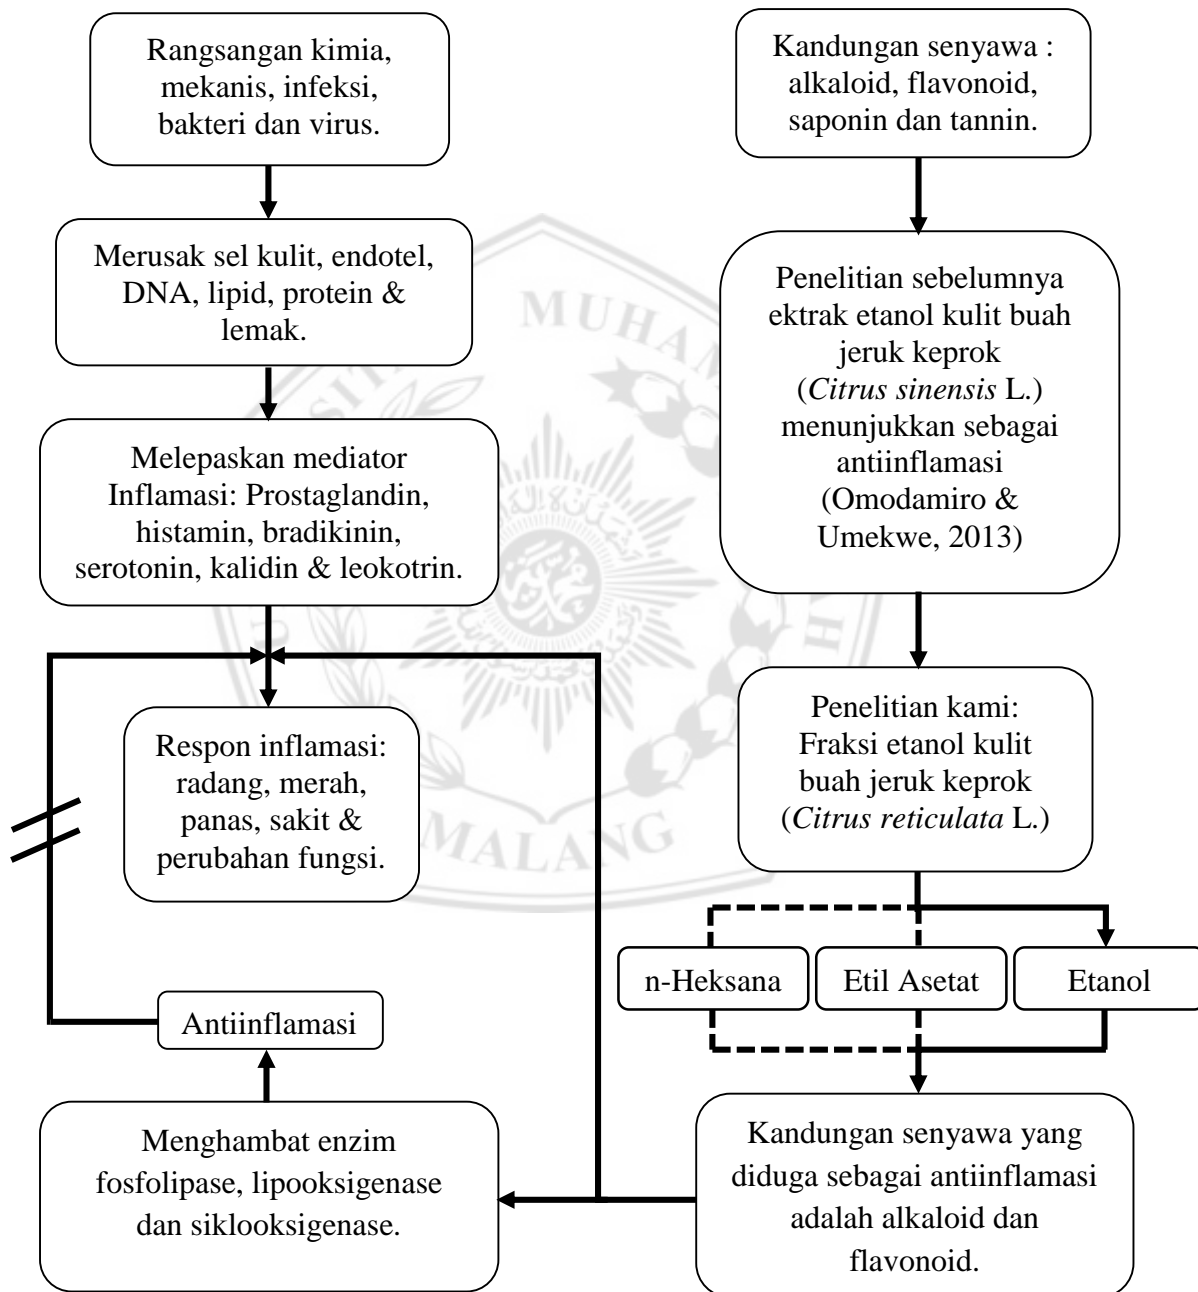 Rangsangan kimia,
mekanis, infeksi,
bakteri dan virus.
Merusak sel kulit, endotel,
DNA, lipid, protein &
lemak.
Melepaskan mediator
Inflamasi: Prostaglandin,
histamin, bradikinin,
serotonin, kalidin & leokotrin.
Respon inflamasi:
radang, merah,
panas, sakit &
perubahan fungsi.
Antiinflamasi
Menghambat enzim
fosfolipase, lipooksigenase
dan siklooksigenase.
Kandungan senyawa :
alkaloid, flavonoid,
saponin dan tannin.
Penelitian sebelumnya
ektrak etanol kulit buah
jeruk keprok
(Citrus sinensis L.)
menunjukkan sebagai
antiinflamasi
(Omodamiro &
Umekwe, 2013)
Penelitian kami:
Fraksi etanol kulit
buah jeruk keprok
(Citrus reticulata L.)
n-Heksana
Etil Asetat
Etanol
Kandungan senyawa yang
diduga sebagai antiinflamasi
adalah alkaloid dan
flavonoid.
MALANG